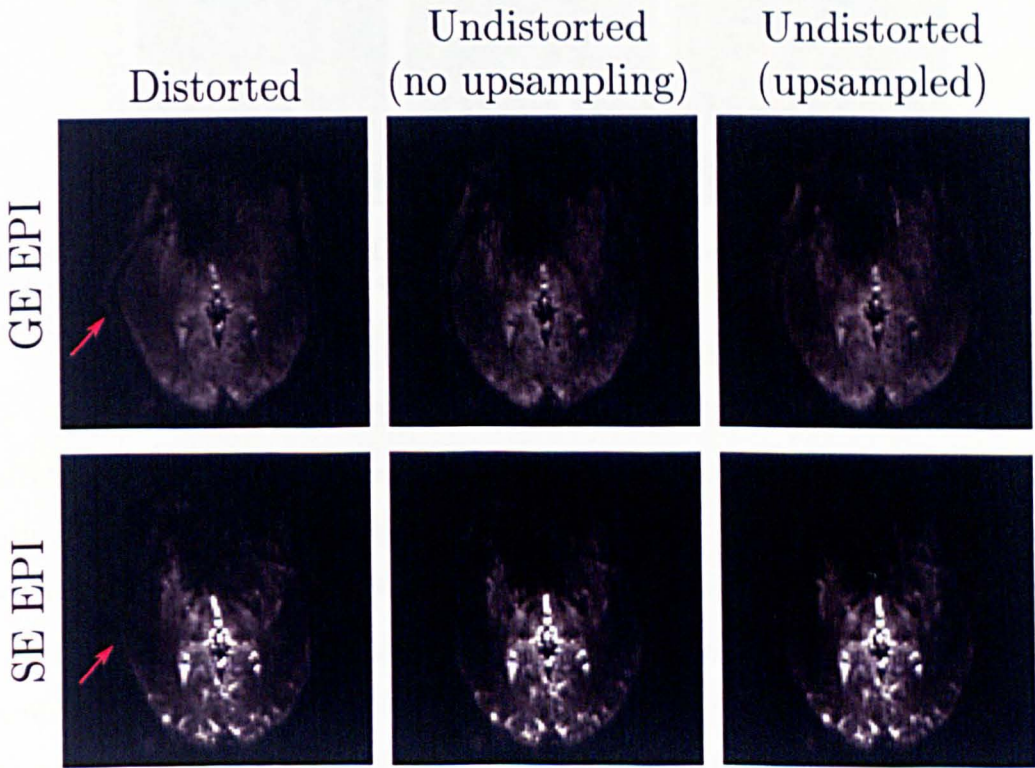 Distorted
Undistorted
(no upsampling)
Undistorted
(upsampled)
GE EPI
SE EPI